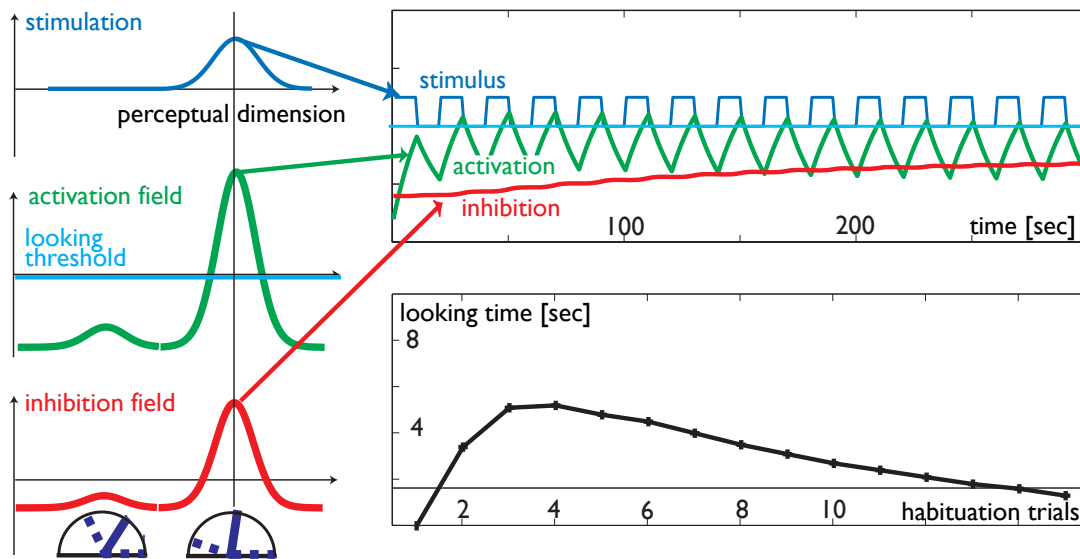 stimulation
perceptual dimension
activation field
looking
threshold
inhibition field
stimulus
activation
inhibition
100
200
time [sec]
looking time [sec]
8
4
2
4
6
8
10
habituation trials